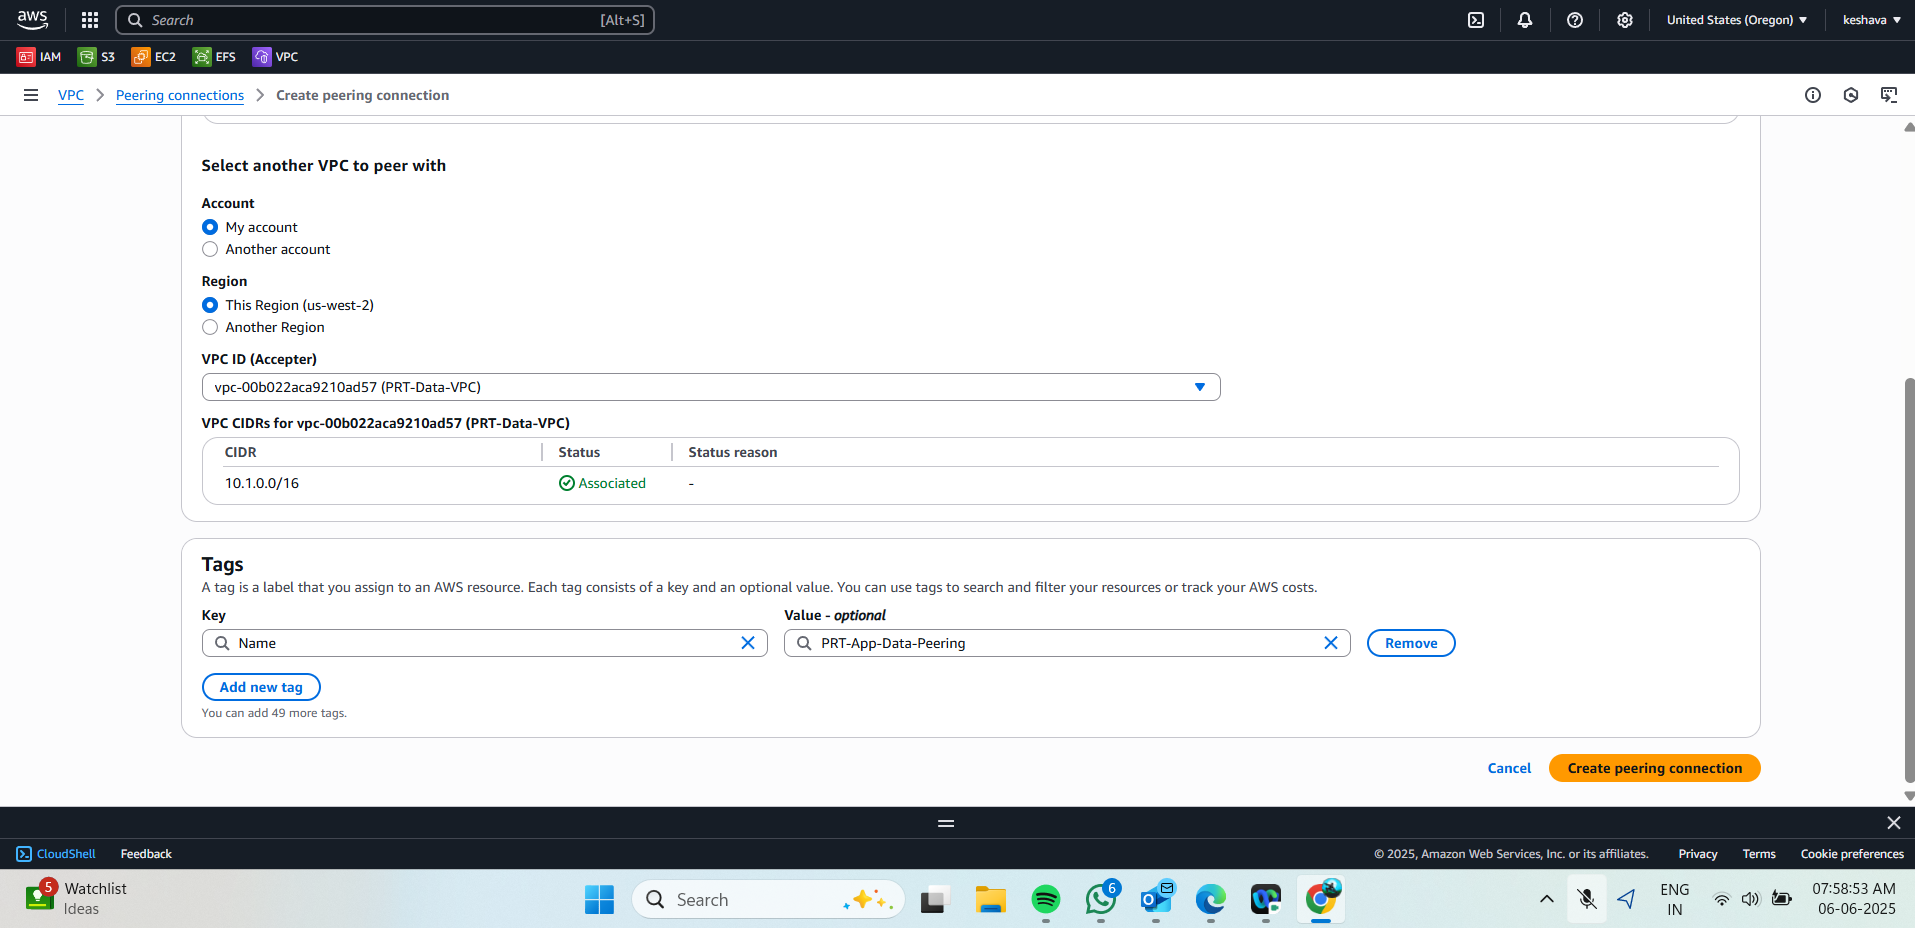 aws
Search [Alt+S]
United States (Oregon)
keshava
IAM
S3
EC2
EFS
VPC
VPC
Peering connections
Create peering connection
Select another VPC to peer with
Account
My account
Another account
Region
This Region (us-west-2)
Another Region
VPC ID (Accepter)
vpc-00b022aca9210ad57 (PRT-Data-VPC)
VPC CIDRs for vpc-00b022aca9210ad57 (PRT-Data-VPC)
CIDR Status Status reason
10.1.0.0/16 Associated -
Tags
A tag is a label that you assign to an AWS resource. Each tag consists of a key and an optional value. You can use tags to search and filter your resources or track your AWS costs.
Key Value - optional
Name PRT-App-Data-Peering Remove
Add new tag
You can add 49 more tags.
Cancel Create peering connection
CloudShell Feedback © 2025, Amazon Web Services, Inc. or its affiliates. Privacy Terms Cookie preferences
5
Watchlist
Ideas
Search
6
ENG
IN
07:58:53 AM
06-06-2025